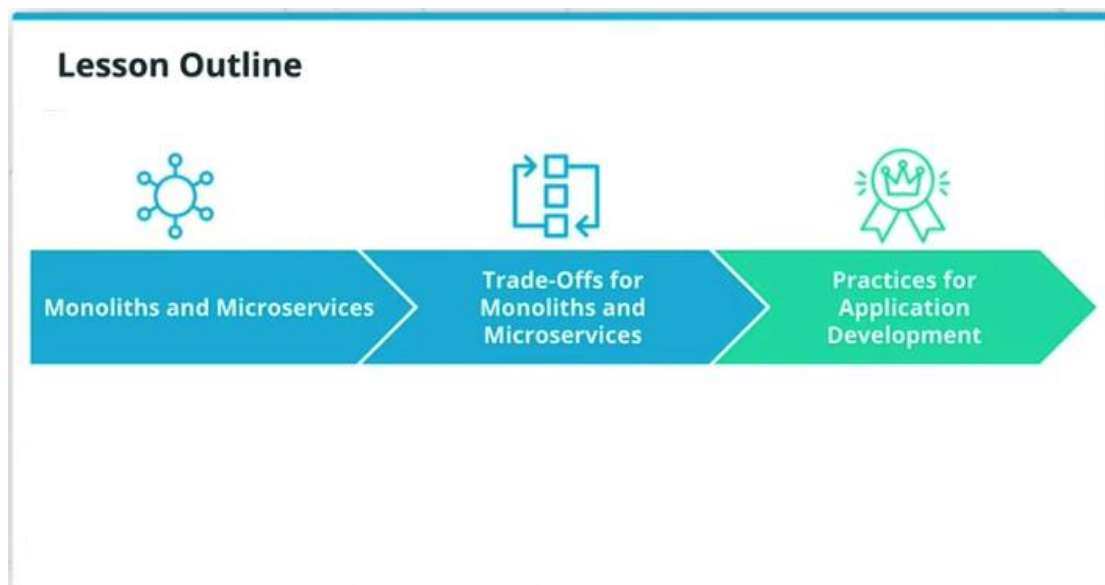 Lesson Outline
Monoliths and Microservices
Trade-Offs for
Monoliths and
Microservices
Practices for
Application
Development